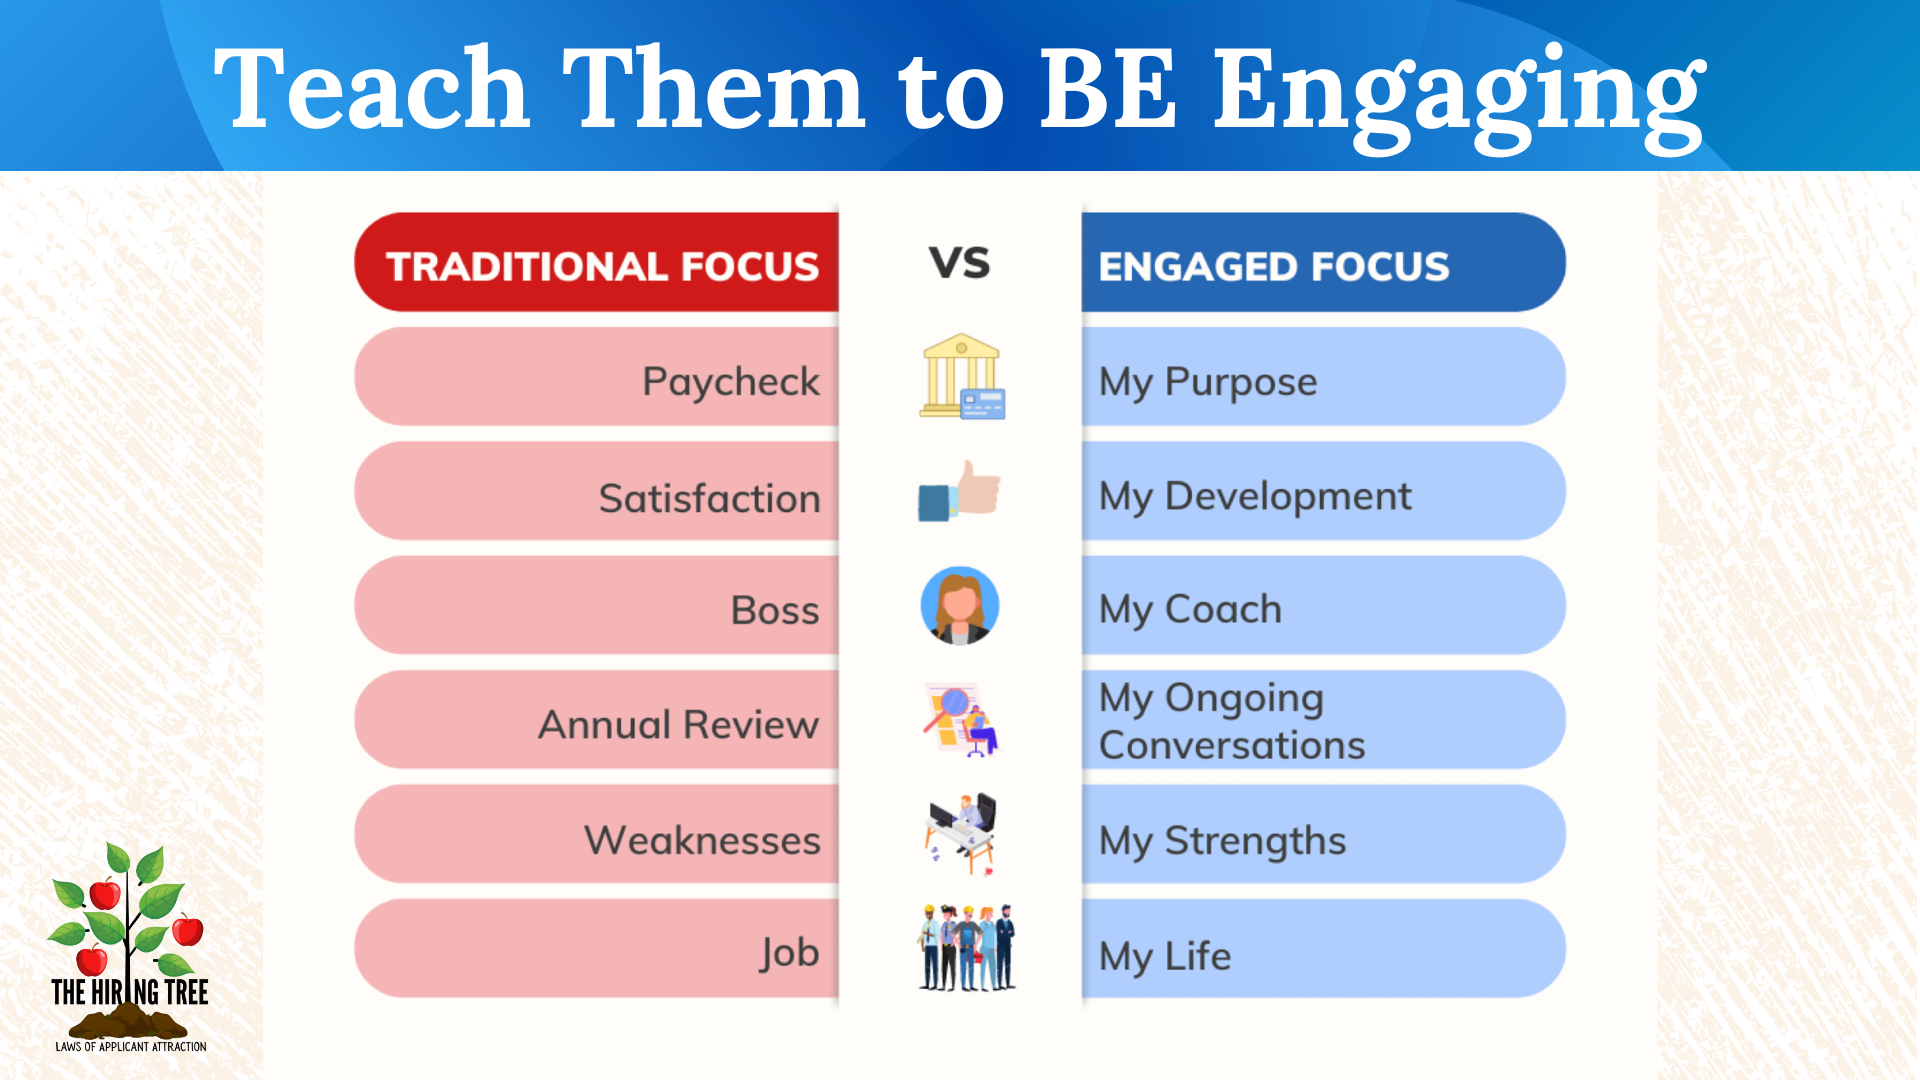 Teach Them to BE Engaging
TRADITIONAL FOCUS VS ENGAGED FOCUS
Paycheck My Purpose
Satisfaction My Development
Boss My Coach
Annual Review My Ongoing
Conversations
Weaknesses My Strengths
Job My Life
THE HIRING TREE
LAWS OF APPLICANT ATTRACTION